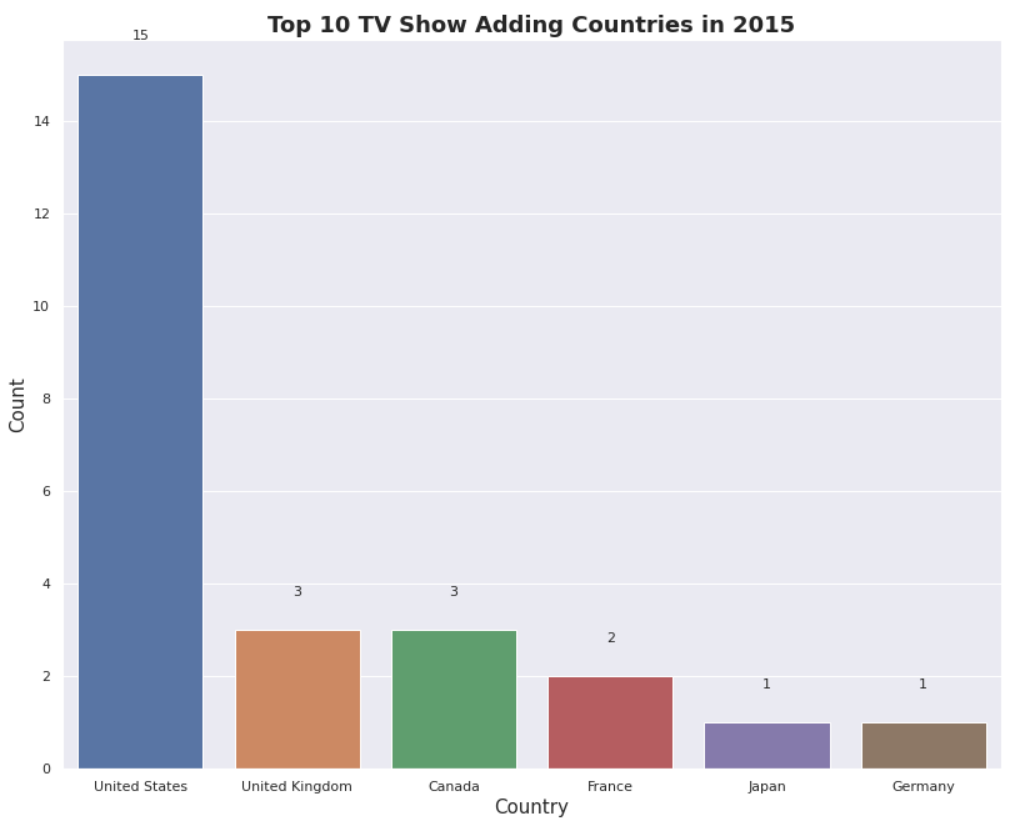 Top 10 TV Show Adding Countries in 2015
15
14
12
10
8
6
4
2
0
3
3
2
1
1
Count
United States
United Kingdom
Canada
France
Japan
Germany
Country